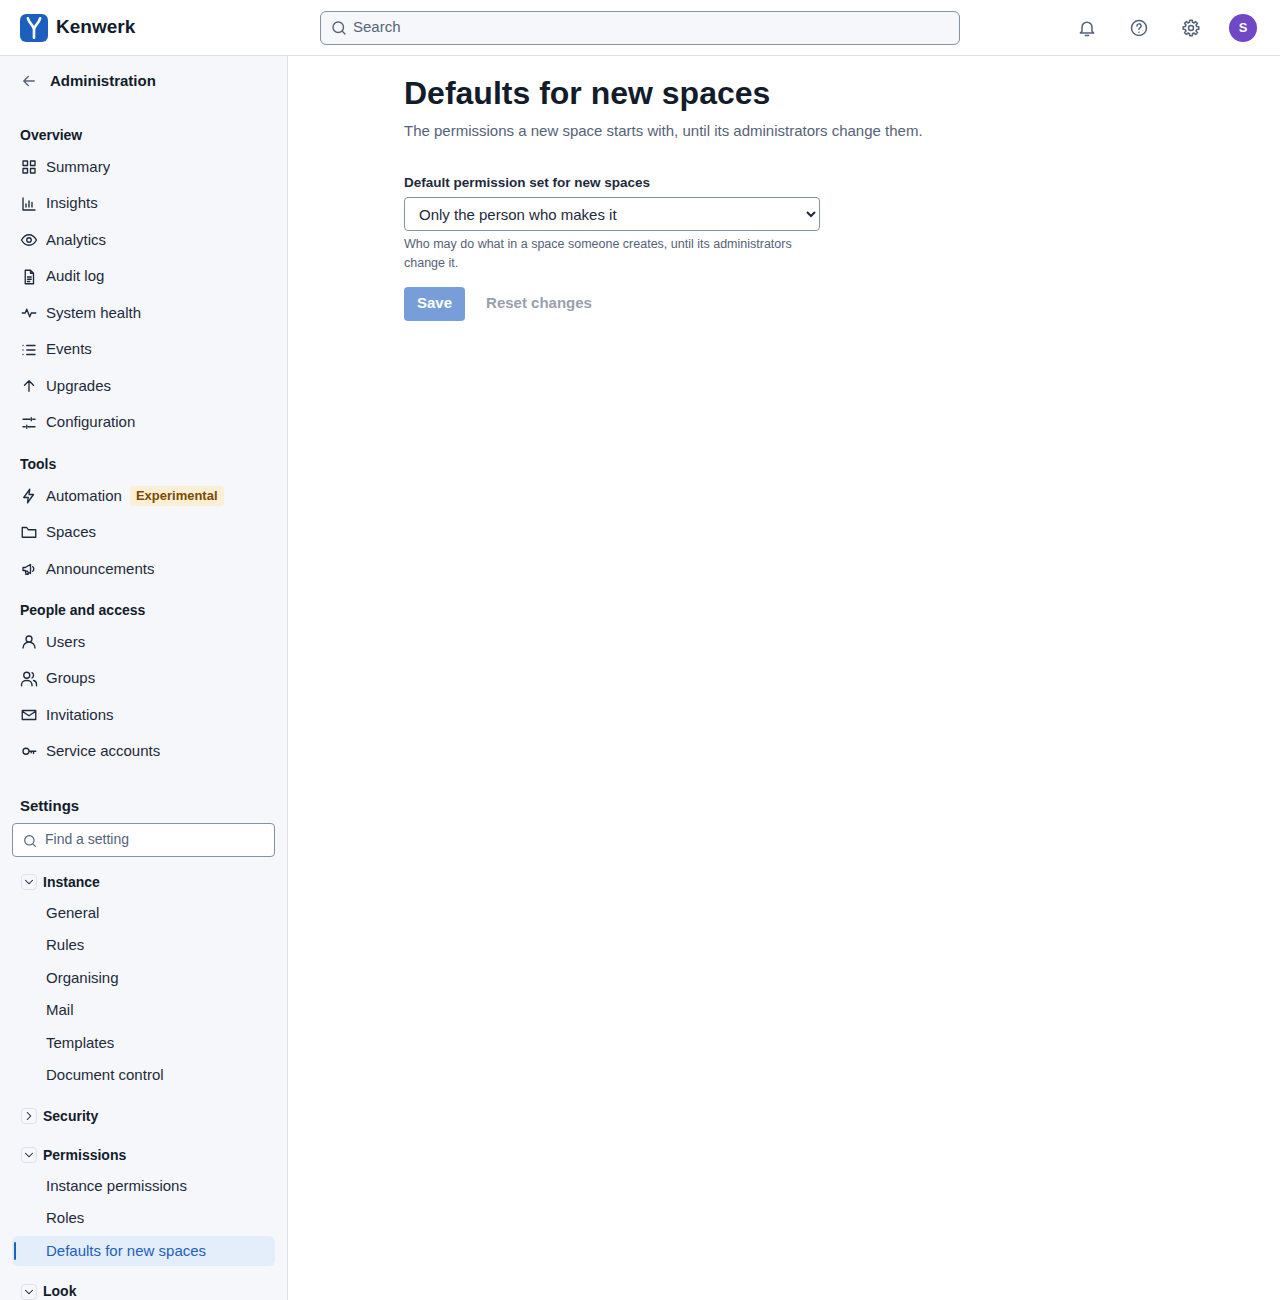 Kenwerk
Search
S
Administration
Overview
Summary
Insights
Analytics
Audit log
System health
Events
Upgrades
Configuration
Tools
Automation Experimental
Spaces
Announcements
People and access
Users
Groups
Invitations
Service accounts
Settings
Find a setting
Instance
General
Rules
Organising
Mail
Templates
Document control
Security
Permissions
Instance permissions
Roles
Defaults for new spaces
Look
Defaults for new spaces
The permissions a new space starts with, until its administrators change them.
Default permission set for new spaces
Only the person who makes it
Who may do what in a space someone creates, until its administrators
change it.
Save Reset changes